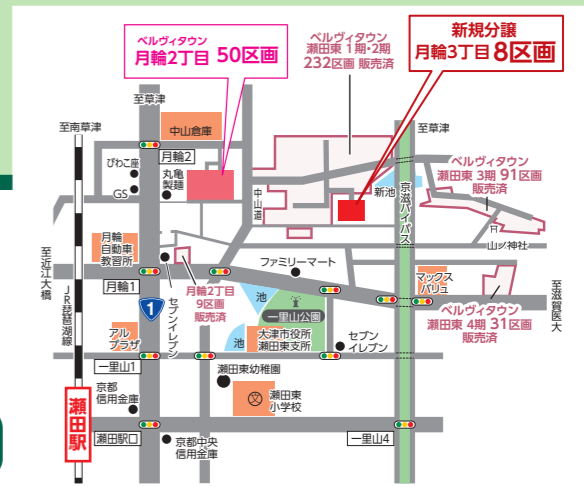 ベルヴィタウン
月輪2丁目 50区画
ベルヴィタウン
瀬田東 1期・2期
232区画 販売済
新規分譲
月輪3丁目 8区画
至草津
至南草津
中山倉庫
至草津
月輪2
びわこ座
丸亀
製麺
GS
中山道
新池
京滋バイパス
ベルヴィタウン
瀬田東 3期 91区画
販売済
山ノ神社
月輪
自動車
教習所
至近江大橋
JR琵琶湖線
月輪1
1
セブンイレブン
月輪2丁目
9区画
販売済
ファミリーマート
マックス
バリュ
至滋賀医大
ベルヴィタウン
瀬田東 4期 31区画
販売済
池
一里山公園
アル
プラザ
池
大津市役所
瀬田東支所
セブン
イレブン
一里山1
瀬田東幼稚園
京都
信用金庫
文
瀬田東
小学校
瀬田駅
瀬田駅口
京都中央
信用金庫
一里山4